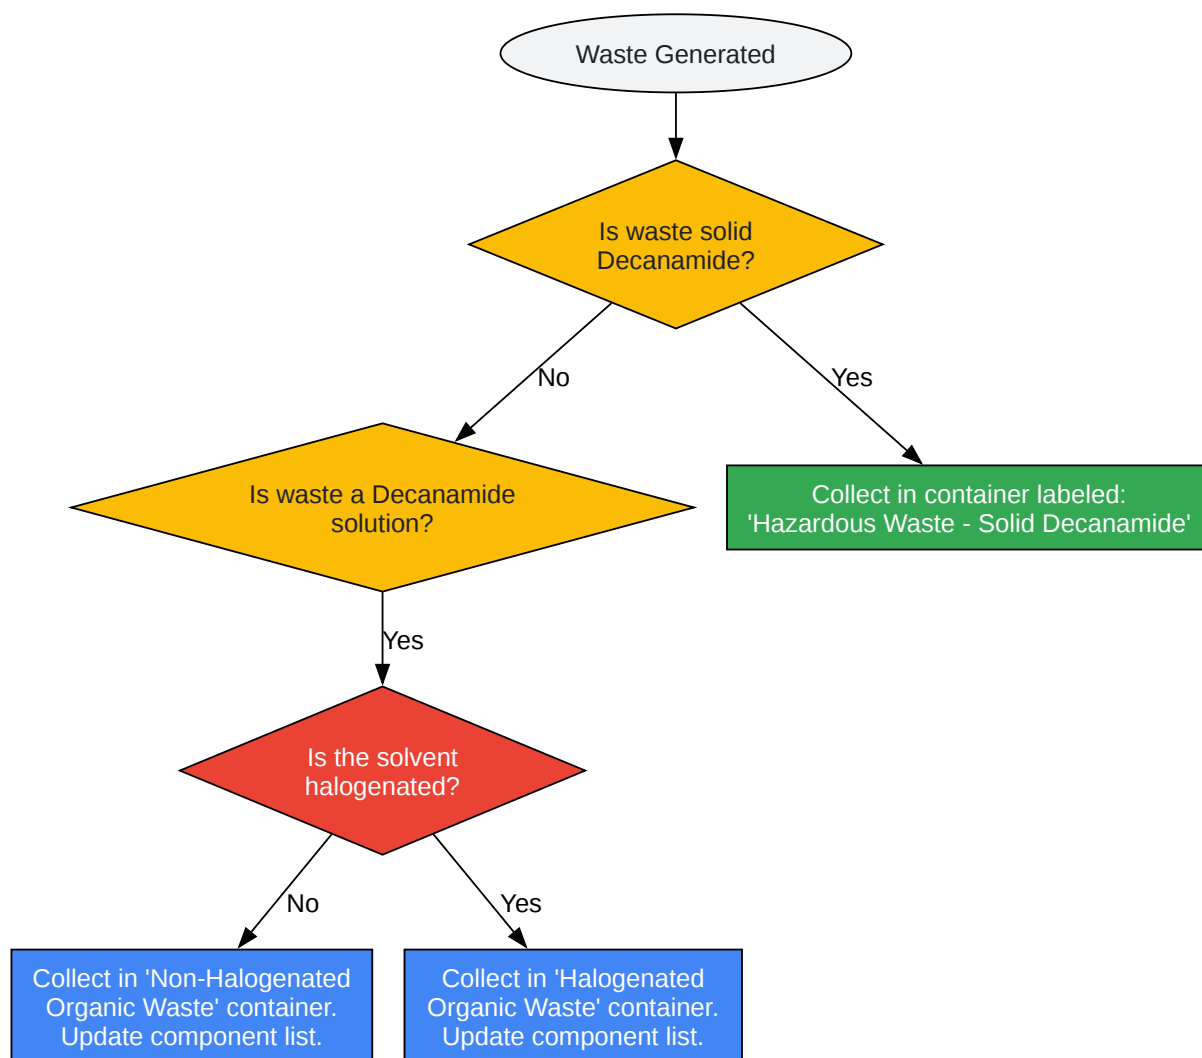 Waste Generated
Is waste solid
Decanamide?
No
Yes
Is waste a Decanamide
solution?
Collect in container labeled:
'Hazardous Waste - Solid Decanamide'
Yes
Is the solvent
halogenated?
No
Yes
Collect in 'Non-Halogenated
Organic Waste' container.
Update component list.
Collect in 'Halogenated
Organic Waste' container.
Update component list.